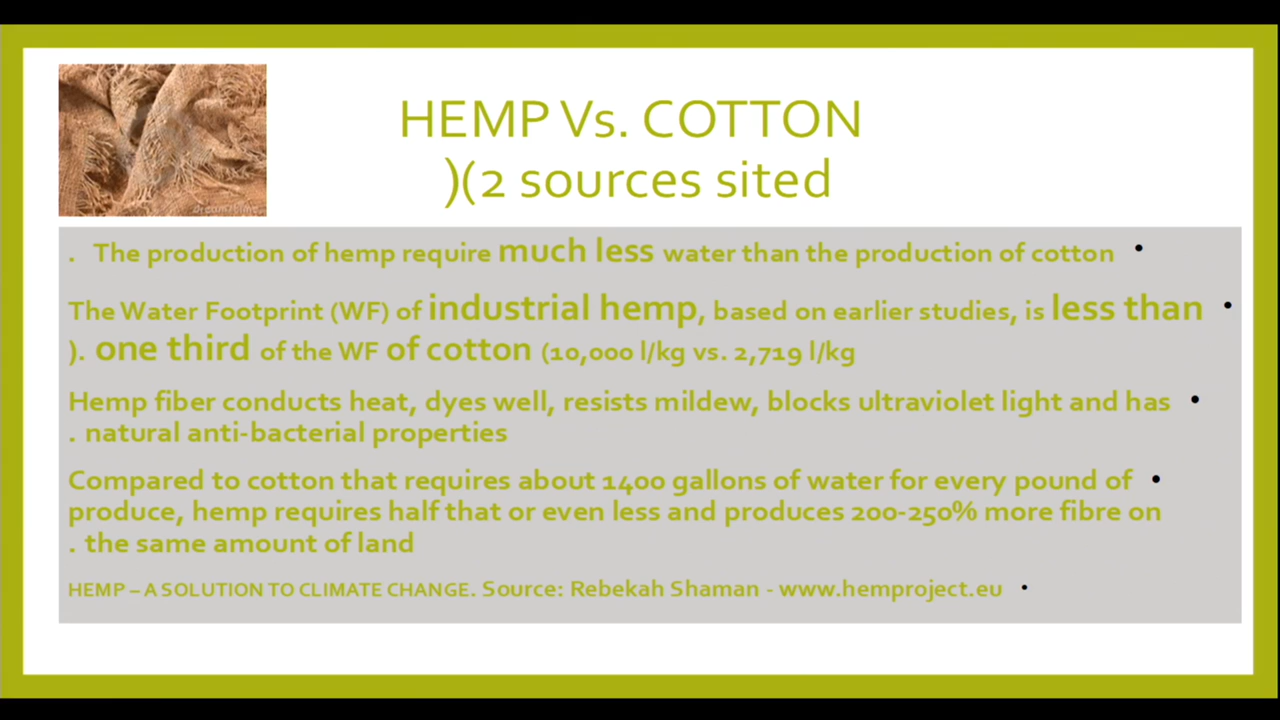 HEMP Vs. COTTON
)(2 sources sited
. The production of hemp require much less water than the production of cotton •
The Water Footprint (WF) of industrial hemp, based on earlier studies, is less than •
). one third of the WF of cotton (10,000 l/kg vs. 2,719 l/kg
Hemp fiber conducts heat, dyes well, resists mildew, blocks ultraviolet light and has •
. natural anti-bacterial properties
Compared to cotton that requires about 1400 gallons of water for every pound of •
produce, hemp requires half that or even less and produces 200-250% more fibre on
. the same amount of land
HEMP – A SOLUTION TO CLIMATE CHANGE. Source: Rebekah Shaman - www.hemproject.eu •